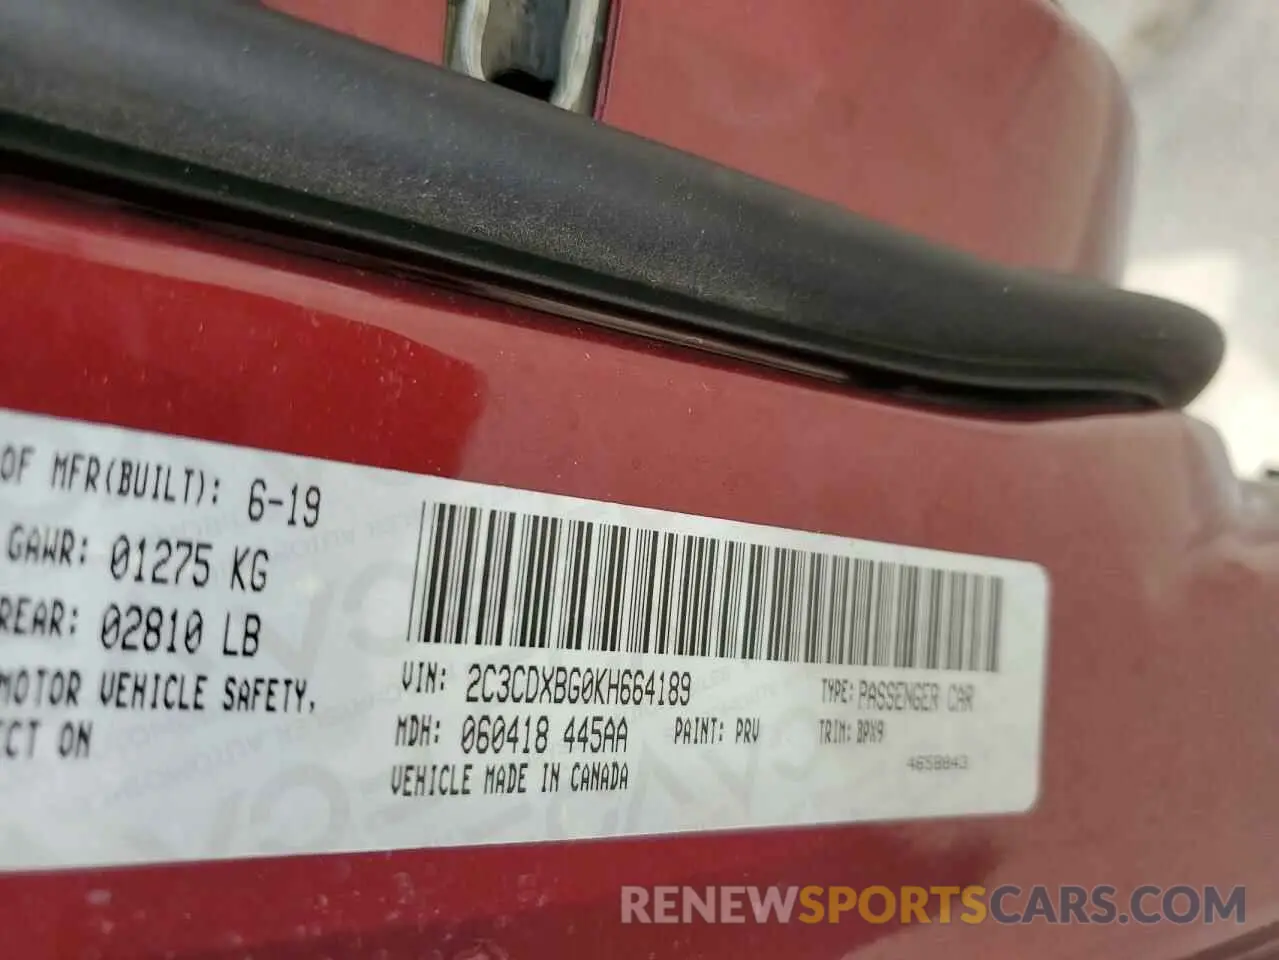 OF MFR(BUILT): 6-19
GAWR: 01275 KG
REAR: 02810 LB
MOTOR VEHICLE SAFETY,
ECT ON
VIN: 2C3CDXBG0KH664189 TYPE: PASSENGER CAR
MDH: 060418 445AA PAINT: PRV TRIM: BPX9
VEHICLE MADE IN CANADA 4658843
RENEWSPORTSCARS.COM